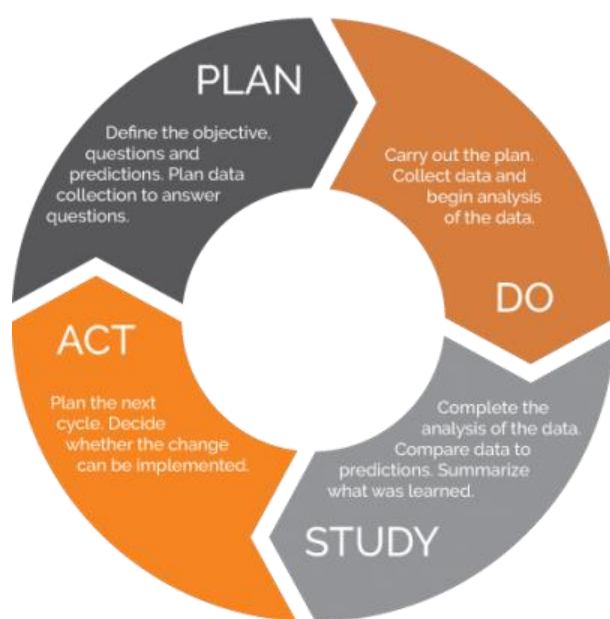 PLAN
Define the objective,
questions and
predictions. Plan data
collection to answer
questions.
Carry out the plan.
Collect data and
begin analysis
of the data.
DO
Complete the
analysis of the data.
Compare data to
predictions. Summarize
what was learned.
STUDY
ACT
Plan the next
cycle. Decide
whether the change
can be implemented.